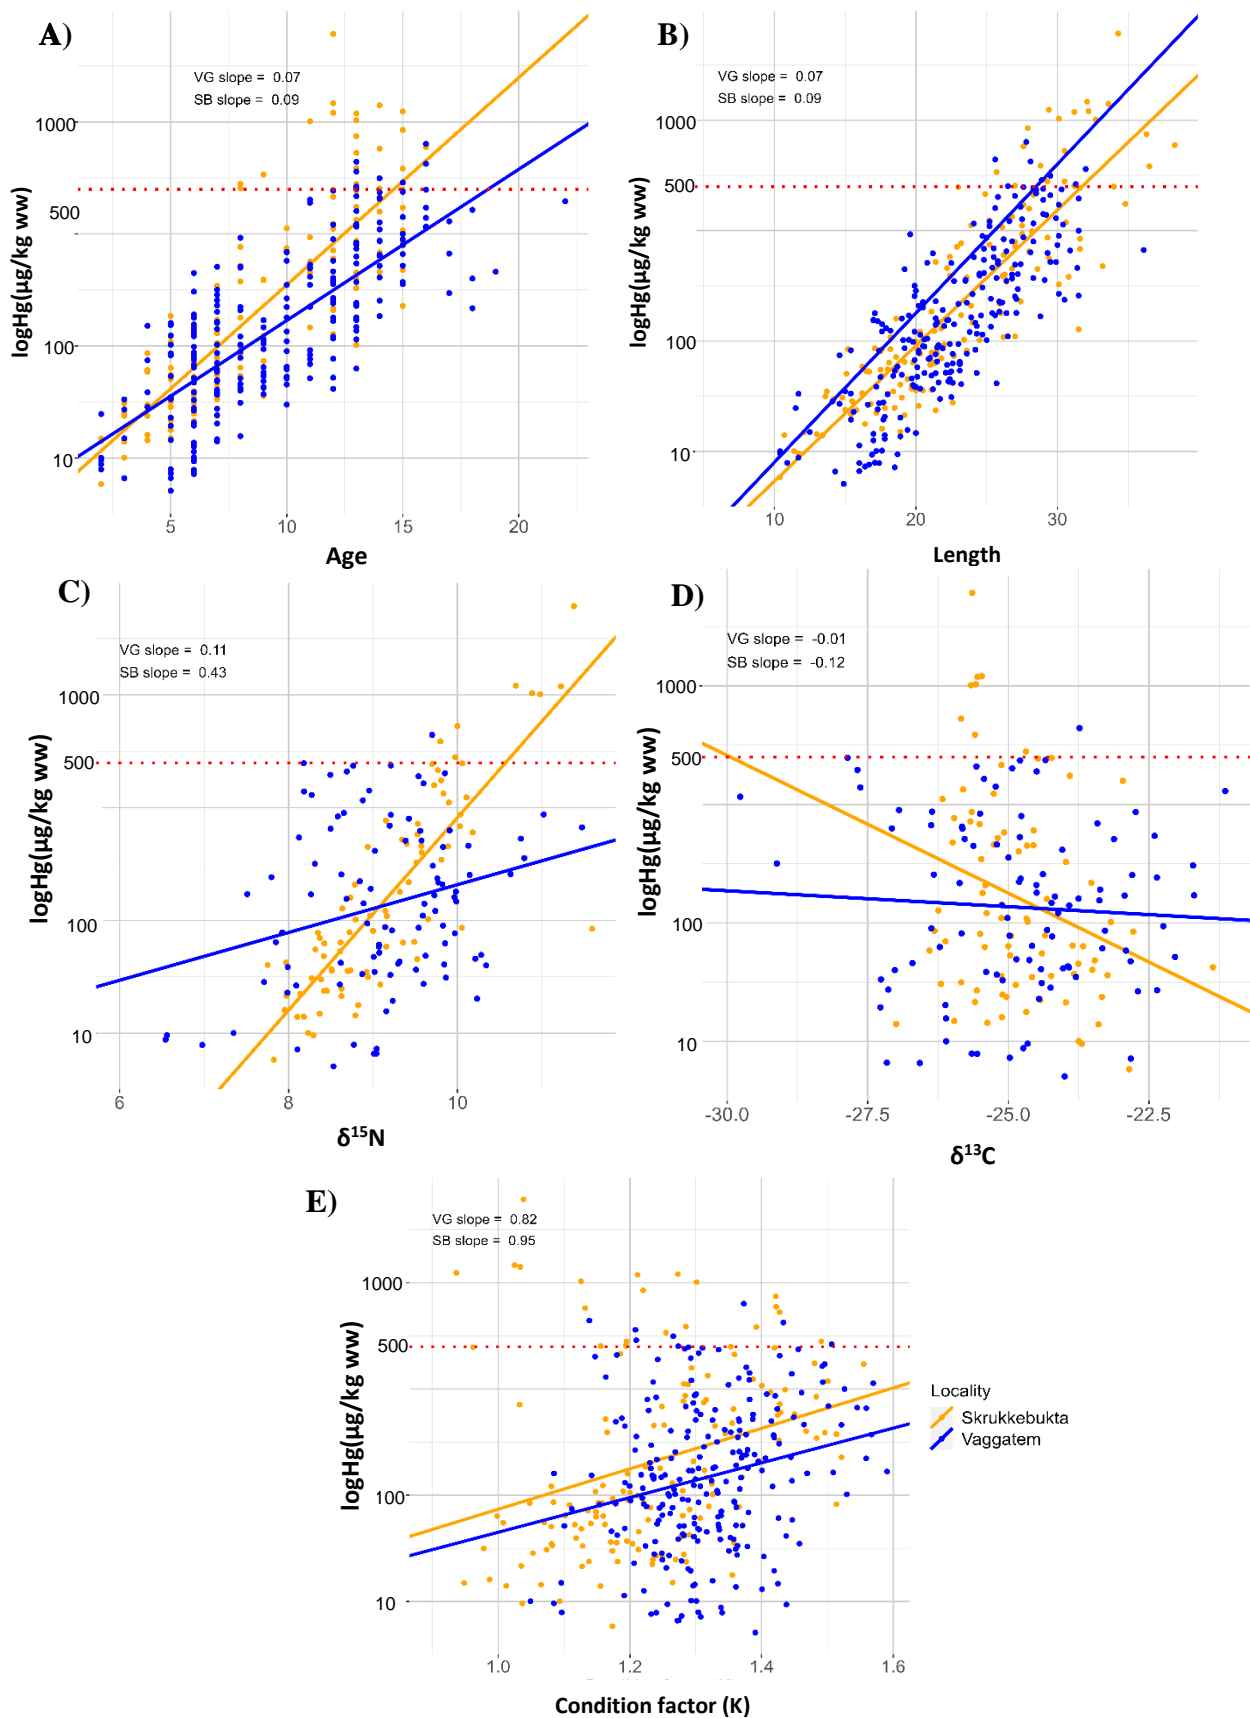 A)
VG slope = 0.07
SB slope = 0.09
1000
500
100
10
logHg(µg/kg ww)
5 10 15 20
Age
B)
VG slope = 0.07
SB slope = 0.09
1000
500
100
10
logHg(µg/kg ww)
10 20 30
Length
C)
VG slope = 0.11
SB slope = 0.43
1000
500
100
10
logHg(µg/kg ww)
6 8 10
δ¹⁵N
D)
VG slope = -0.01
SB slope = -0.12
1000
500
100
10
logHg(µg/kg ww)
-30.0 -27.5 -25.0 -22.5
δ¹³C
E)
VG slope = 0.82
SB slope = 0.95
1000
500
100
10
logHg(µg/kg ww)
1.0 1.2 1.4 1.6
Condition factor (K)
Locality
Skrukkebukta
Vaggatem